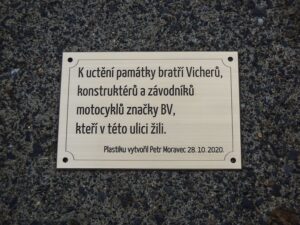 K uctění památky bratří Vicherů,
konstruktérů a závodníků
motocyklů značky BV,
kteří v této ulici žili.
Plastiku vytvořil Petr Moravec 28. 10. 2020.